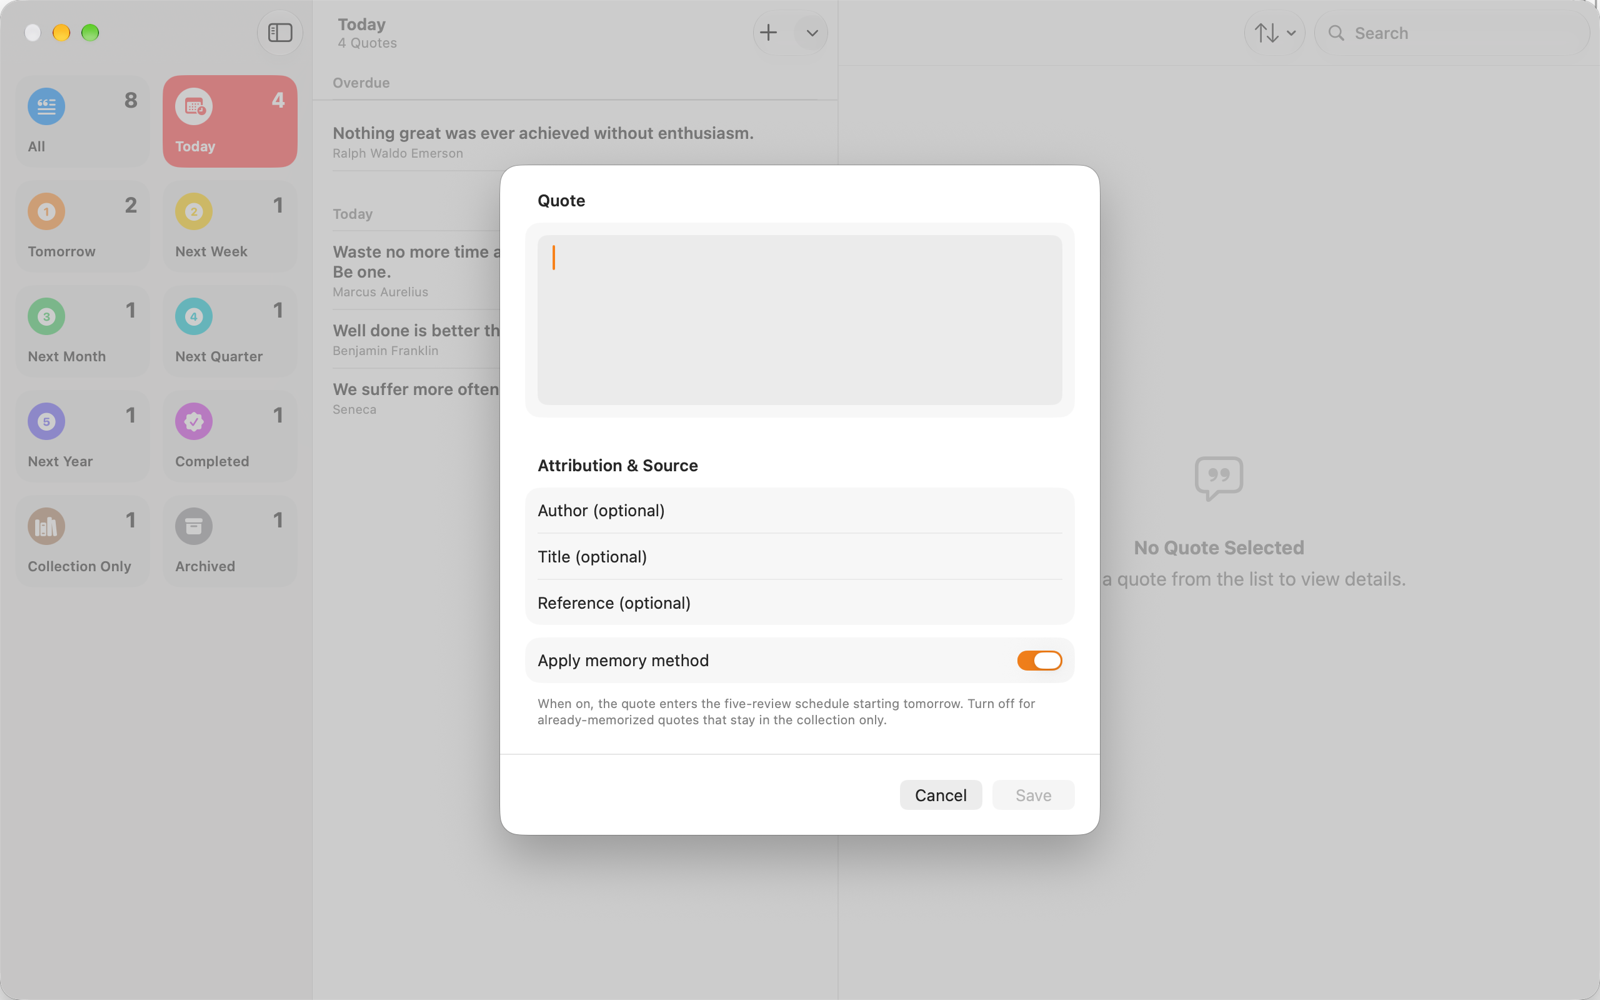 Today
4 Quotes
Search
8
All
4
Today
1
2
Tomorrow
2
1
Next Week
3
1
Next Month
4
1
Next Quarter
5
1
Next Year
1
Completed
1
Collection Only
1
Archived
Overdue
Nothing great was ever achieved without enthusiasm.
Ralph Waldo Emerson
Today
Waste no more time a
Be one.
Marcus Aurelius
Well done is better th
Benjamin Franklin
We suffer more often
Seneca
Quote
Attribution & Source
Author (optional)
Title (optional)
Reference (optional)
Apply memory method
When on, the quote enters the five-review schedule starting tomorrow. Turn off for
already-memorized quotes that stay in the collection only.
Cancel
Save
No Quote Selected
a quote from the list to view details.